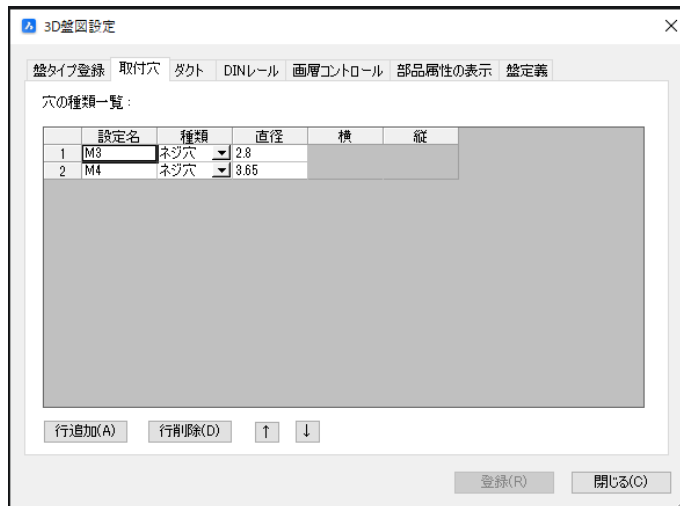 3D盤図設定
盤タイプ登録 取付穴 ダクト DINレール 画層コントロール 部品属性の表示 盤定義
穴の種類一覧：
設定名 種類 直径 横 縦
1 M3 ネジ穴 2.8
2 M4 ネジ穴 3.65
行追加(A) 行削除(D) ↑ ↓
登録(R) 閉じる(C)